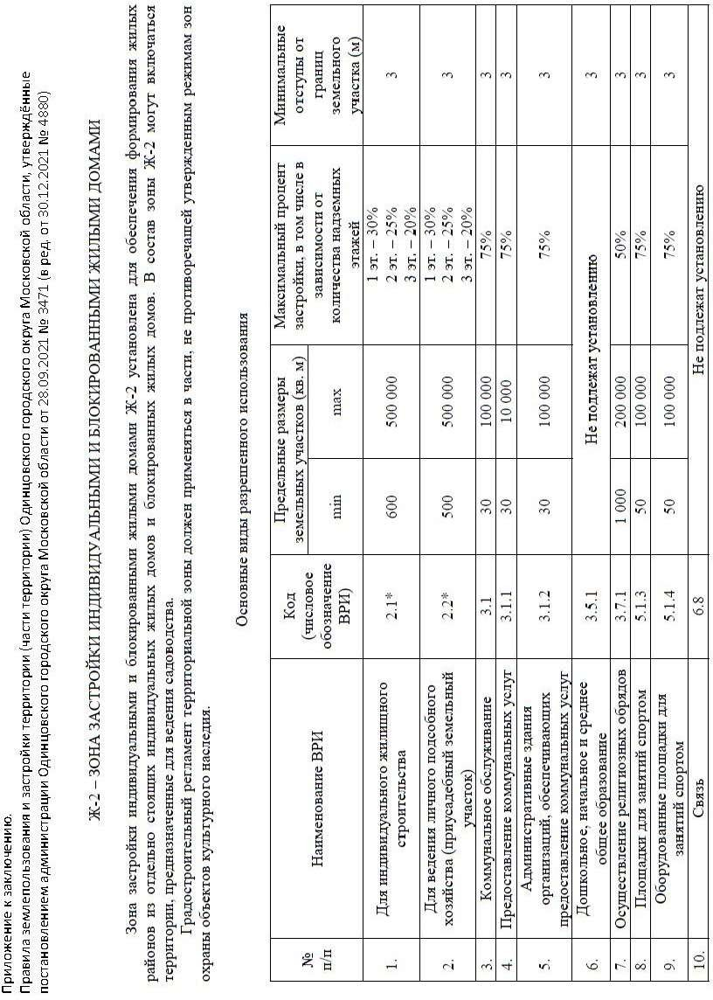 Приложение к заключению.
Правила землепользования и застройки территории (части территории) Одинцовского городского округа Московской области, утверждённые
постановлением администрации Одинцовского городского округа Московской области от 28.09.2021 № 3471 (в ред. от 30.12.2021 № 4880)
Ж-2 – ЗОНА ЗАСТРОЙКИ ИНДИВИДУАЛЬНЫМИ И БЛОКИРОВАННЫМИ ЖИЛЫМИ ДОМАМИ
Зона застройки индивидуальными и блокированными жилыми домами Ж-2 установлена для обеспечения формирования жилых
районов из отдельно стоящих индивидуальных жилых домов и блокированных жилых домов. В состав зоны Ж-2 могут включаться
территории, предназначенные для ведения садоводства.
Градостроительный регламент территориальной зоны должен применяться в части, не противоречащей утвержденным режимам зон
охраны объектов культурного наследия.
Основные виды разрешенного использования
№
п/п
Наименование ВРИ
Код
(числовое
обозначение
ВРИ)
Предельные размеры
земельных участков (кв. м)
min
max
Максимальный процент
застройки, в том числе в
зависимости от
количества надземных
этажей
Минимальные
отступы от
границ
земельного
участка (м)
1.
Для индивидуального жилищного
строительства
2.1*
600
500 000
1 эт. – 30%
2 эт. – 25%
3 эт. – 20%
3
2.
Для ведения личного подсобного
хозяйства (приусадебный земельный
участок)
2.2*
500
500 000
1 эт. – 30%
2 эт. – 25%
3 эт. – 20%
3
3.
Коммунальное обслуживание
3.1
30
100 000
75%
3
4.
Предоставление коммунальных услуг
3.1.1
30
10 000
75%
3
5.
Административные здания
организаций, обеспечивающих
предоставление коммунальных услуг
3.1.2
30
100 000
75%
3
6.
Дошкольное, начальное и среднее
общее образование
3.5.1
Не подлежат установлению
3
7.
Осуществление религиозных обрядов
3.7.1
1 000
200 000
50%
3
8.
Площадки для занятий спортом
5.1.3
50
100 000
75%
3
9.
Оборудованные площадки для
занятий спортом
5.1.4
50
100 000
75%
3
10.
Связь
6.8
Не подлежат установлению